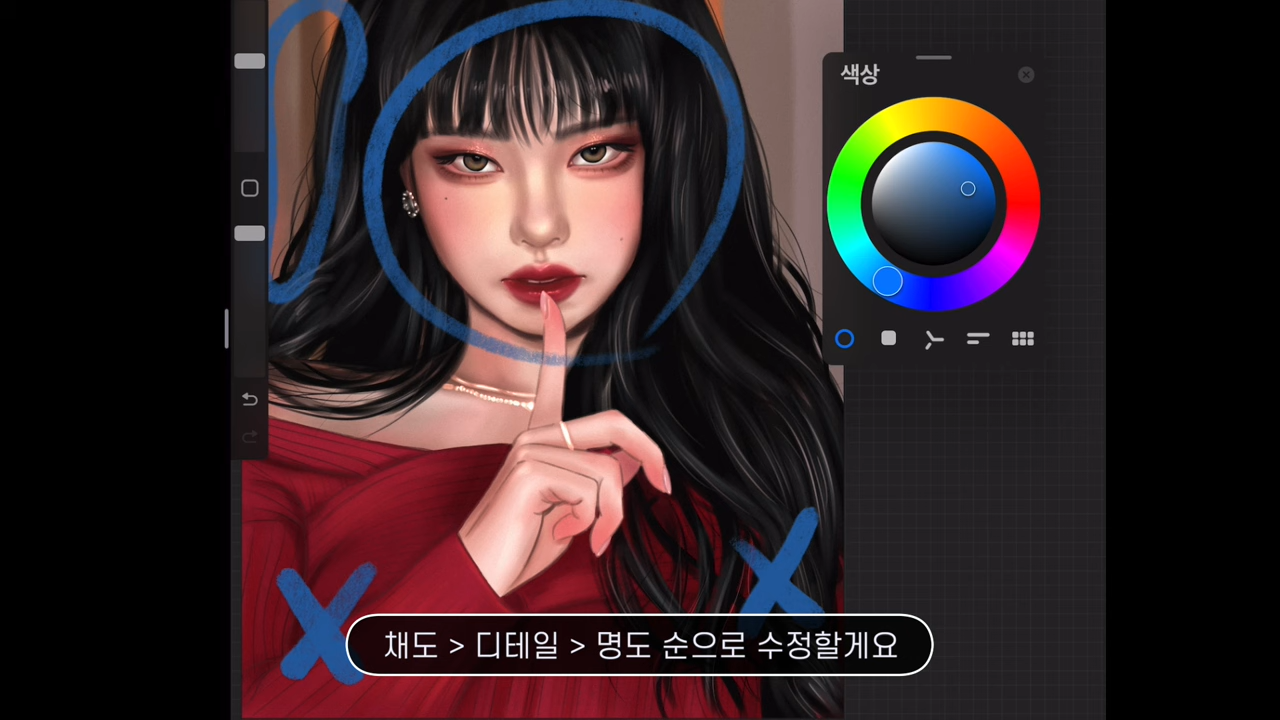 색상
채도 > 디테일 > 명도 순으로 수정할게요